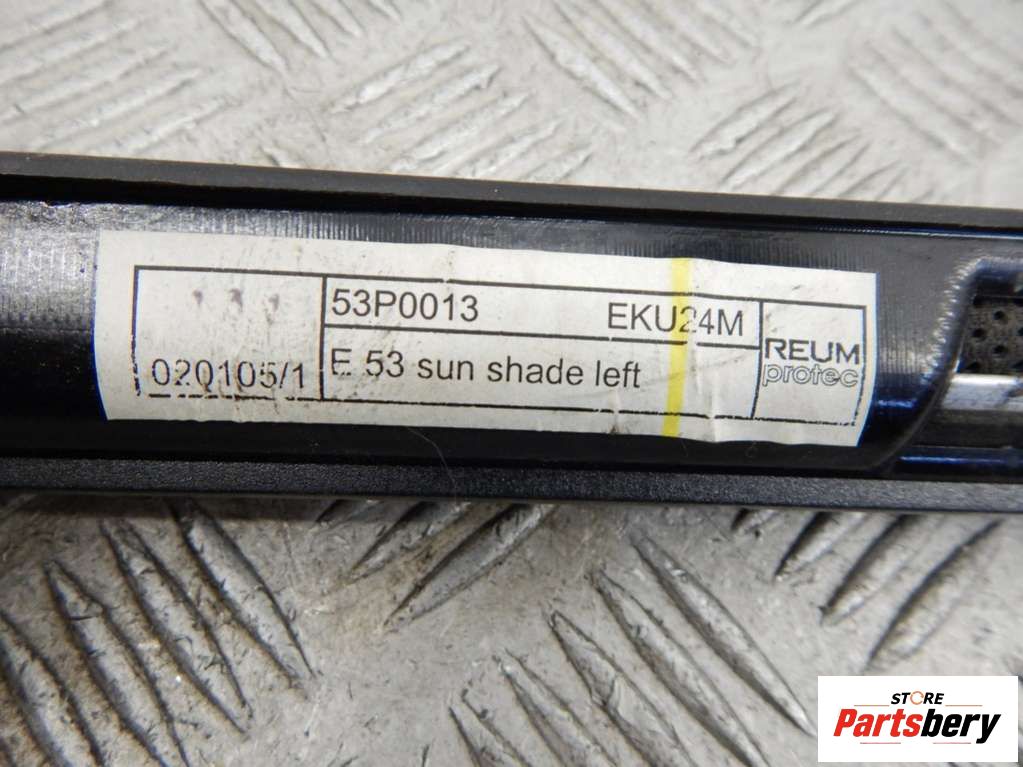 53P0013 EKU24M
020105/1
E 53 sun shade left
REUM
protec
STORE
Partsbery